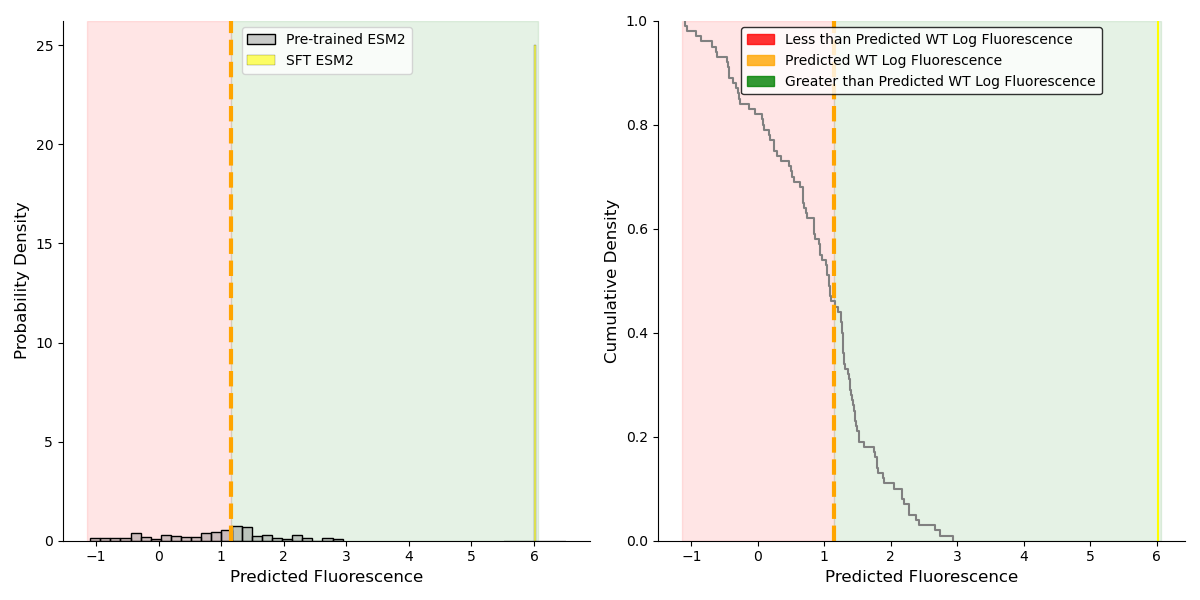 Pre-trained ESM2
SFT ESM2
Probability Density
25
20
15
10
5
0
−1 0 1 2 3 4 5 6
Predicted Fluorescence
Less than Predicted WT Log Fluorescence
Predicted WT Log Fluorescence
Greater than Predicted WT Log Fluorescence
Cumulative Density
1.0
0.8
0.6
0.4
0.2
0.0
−1 0 1 2 3 4 5 6
Predicted Fluorescence